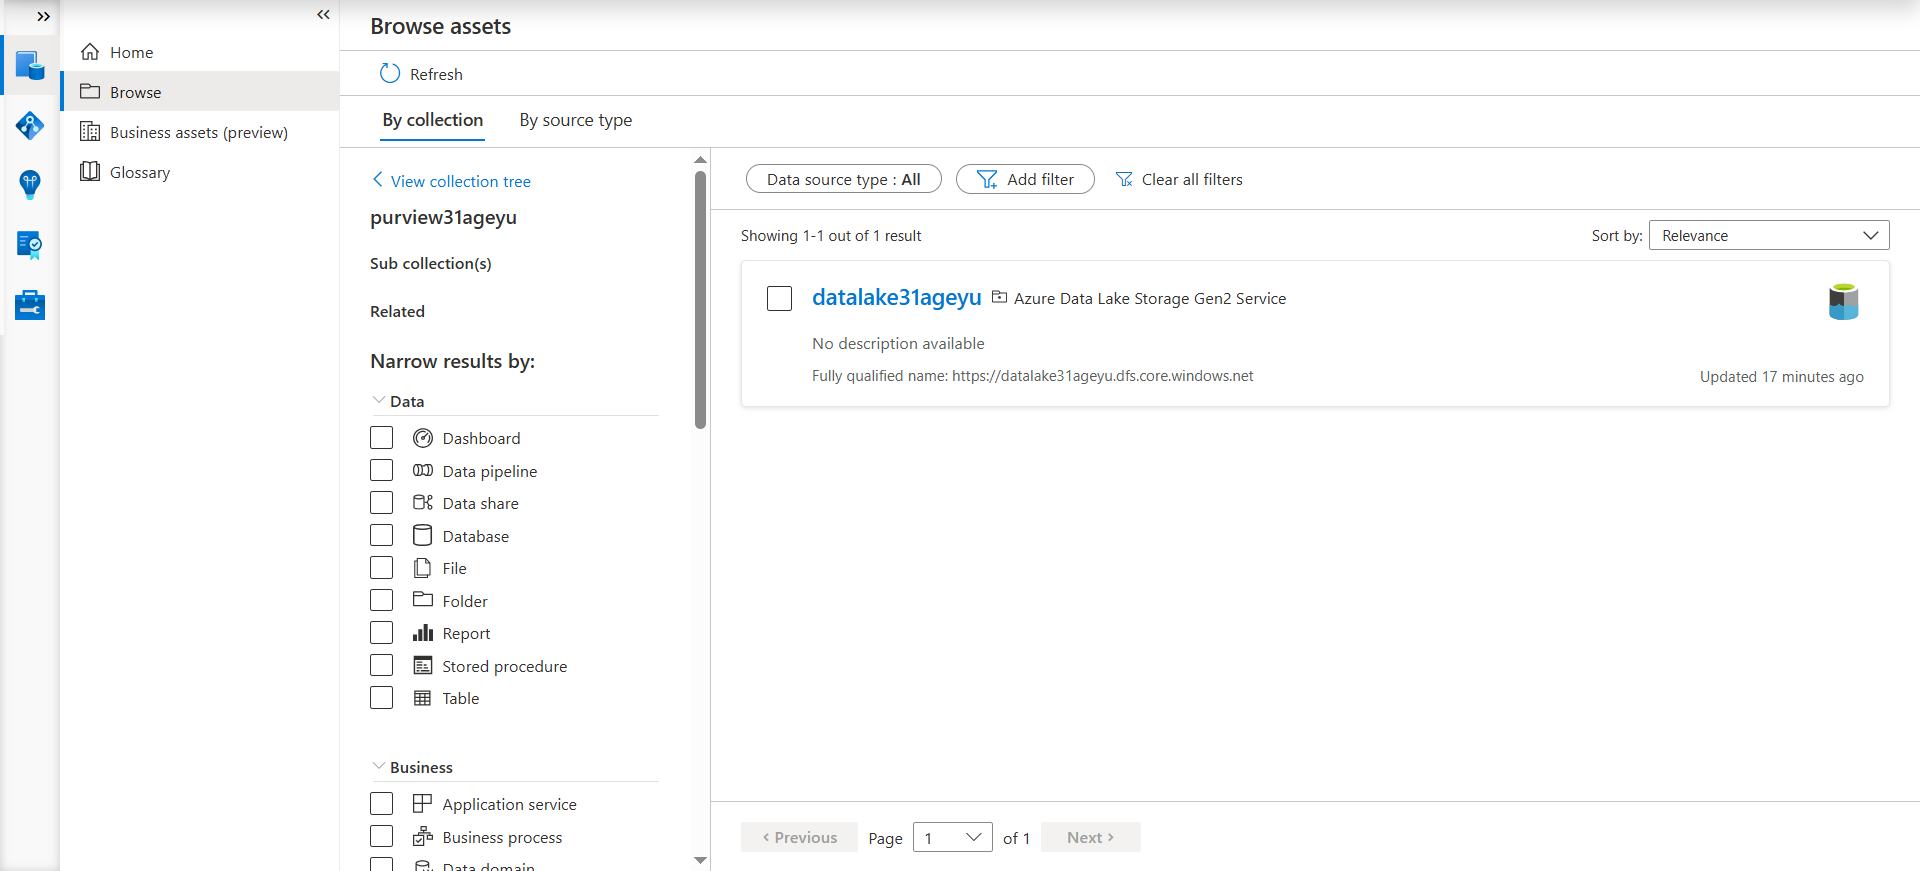 Home
Browse
Business assets (preview)
Glossary
Browse assets
Refresh
By collection
By source type
View collection tree
purview31ageyu
Sub collection(s)
Related
Narrow results by:
Data
Dashboard
Data pipeline
Data share
Database
File
Folder
Report
Stored procedure
Table
Business
Application service
Business process
Data domain
Data source type : All
Add filter
Clear all filters
Showing 1-1 out of 1 result
Sort by: Relevance
datalake31ageyu Azure Data Lake Storage Gen2 Service
No description available
Fully qualified name: https://datalake31ageyu.dfs.core.windows.net
Updated 17 minutes ago
Previous Page 1 of 1 Next